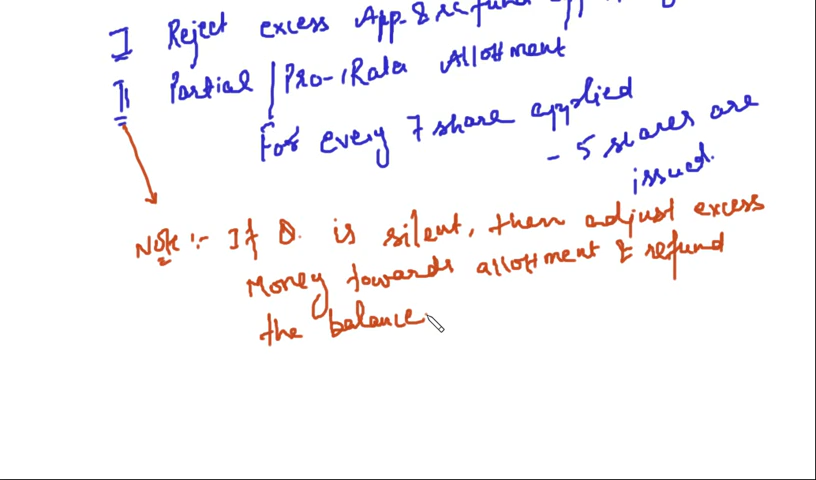 I Reject excess App. & refund
II Partial / Pro-Rata Allotment
For every 7 share applied
- 5 shares are
issued.
Note :- If Q. is silent, then adjust excess
Money towards allotment & refund
the balance